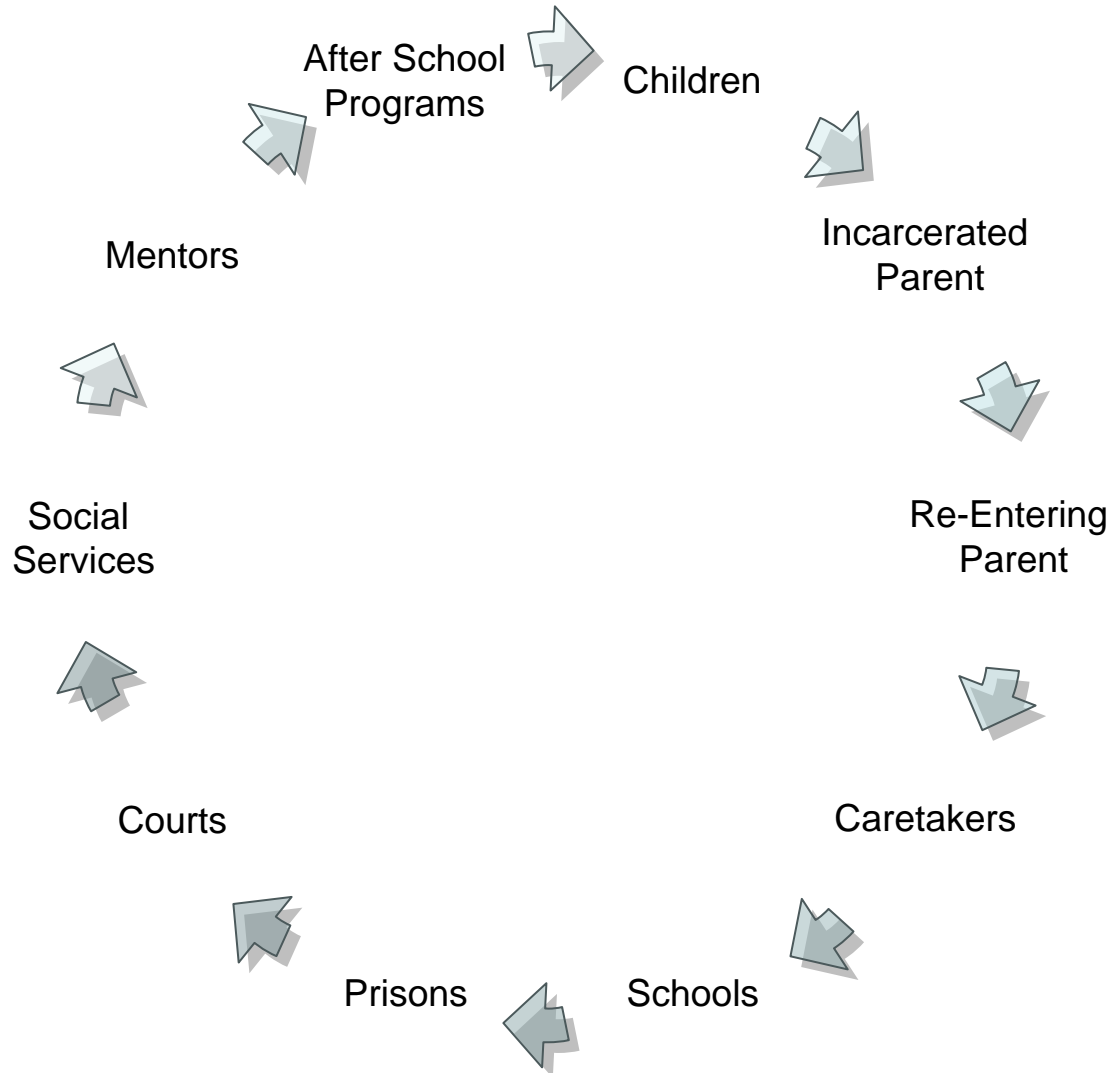 After School
Programs
Children
Incarcerated
Parent
Re-Entering
Parent
Caretakers
Schools
Prisons
Courts
Social
Services
Mentors